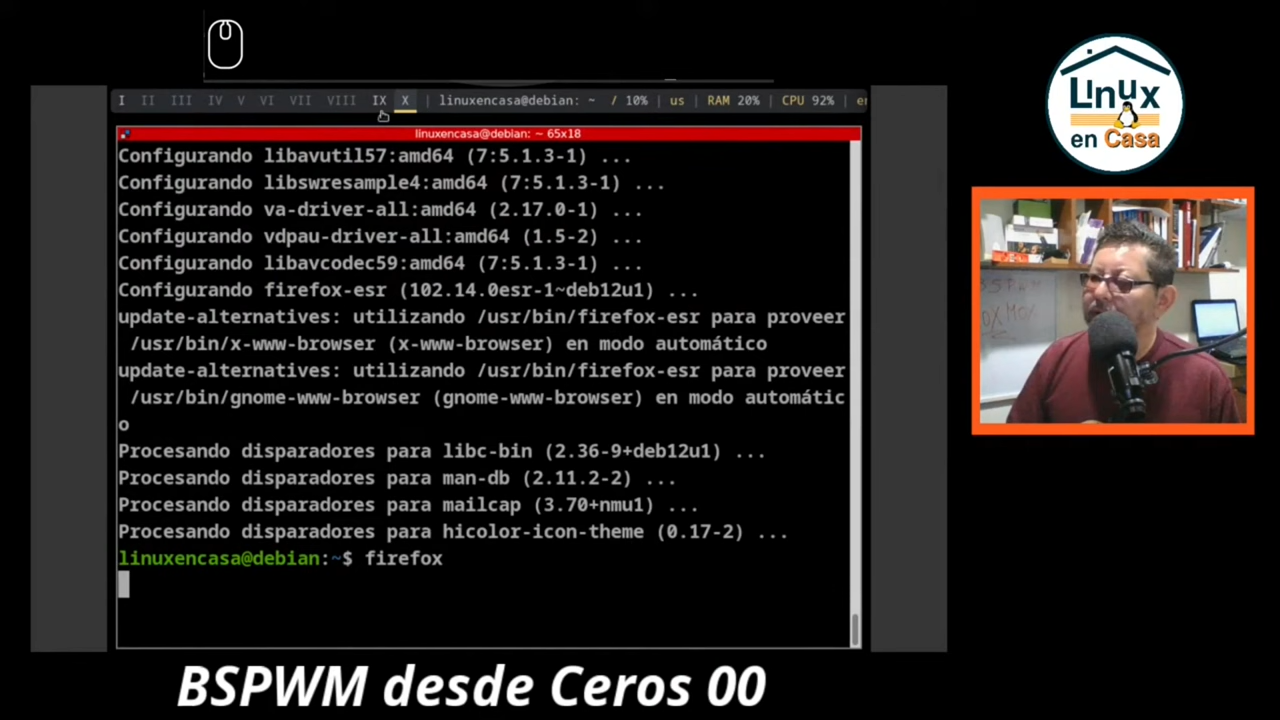 LInux
en Casa
I II III IV V VI VII VIII IX X | linuxencasa@debian: ~ / 10% | us | RAM 20% | CPU 92% | en
linuxencasa@debian: ~ 65x18
Configurando libavutil57:amd64 (7:5.1.3-1) ...
Configurando libswresample4:amd64 (7:5.1.3-1) ...
Configurando va-driver-all:amd64 (2.17.0-1) ...
Configurando vdpau-driver-all:amd64 (1.5-2) ...
Configurando libavcodec59:amd64 (7:5.1.3-1) ...
Configurando firefox-esr (102.14.0esr-1~deb12u1) ...
update-alternatives: utilizando /usr/bin/firefox-esr para proveer
/usr/bin/x-www-browser (x-www-browser) en modo automático
update-alternatives: utilizando /usr/bin/firefox-esr para proveer
/usr/bin/gnome-www-browser (gnome-www-browser) en modo automátic
o
Procesando disparadores para libc-bin (2.36-9+deb12u1) ...
Procesando disparadores para man-db (2.11.2-2) ...
Procesando disparadores para mailcap (3.70+nmu1) ...
Procesando disparadores para hicolor-icon-theme (0.17-2) ...
linuxencasa@debian:~$ firefox
BSPWM desde Ceros 00